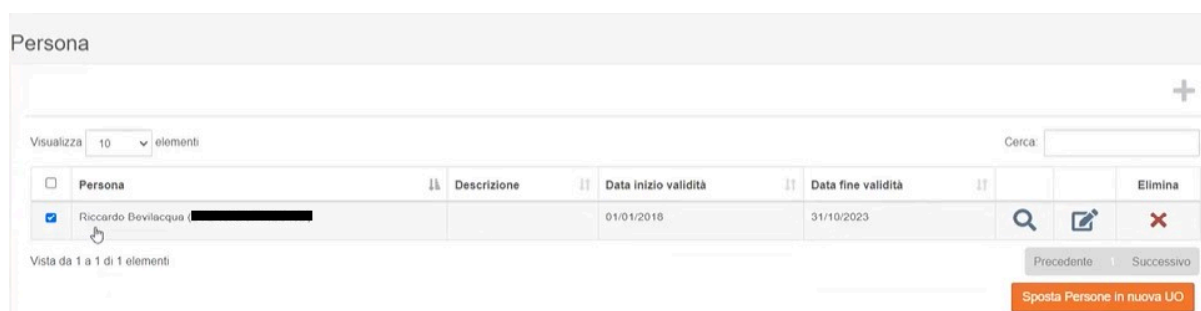 Persona
Visualizza 10 elementi Cerca:
Persona Descrizione Data inizio validità Data fine validità Elimina
Riccardo Bevilacqua ( 01/01/2018 31/10/2023
Vista da 1 a 1 di 1 elementi Precedente 1 Successivo
Sposta Persone in nuova UO